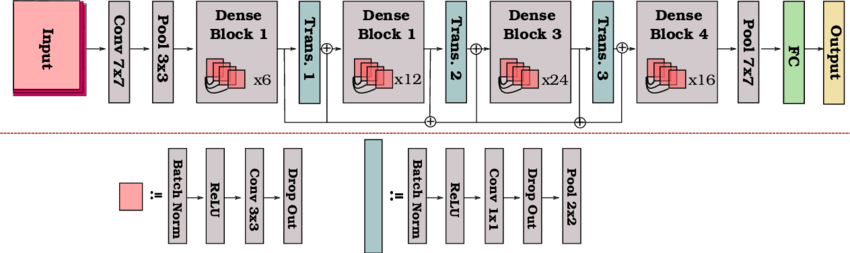 Input
Conv 7x7
Pool 3x3
Dense
Block 1
x6
Trans. 1
Dense
Block 1
x12
Trans. 2
Dense
Block 3
x24
Trans. 3
Dense
Block 4
x16
Pool 7x7
FC
Output
::=
Batch Norm
ReLU
Conv 3x3
Drop Out
::=
Batch Norm
ReLU
Conv 1x1
Drop Out
Pool 2x2